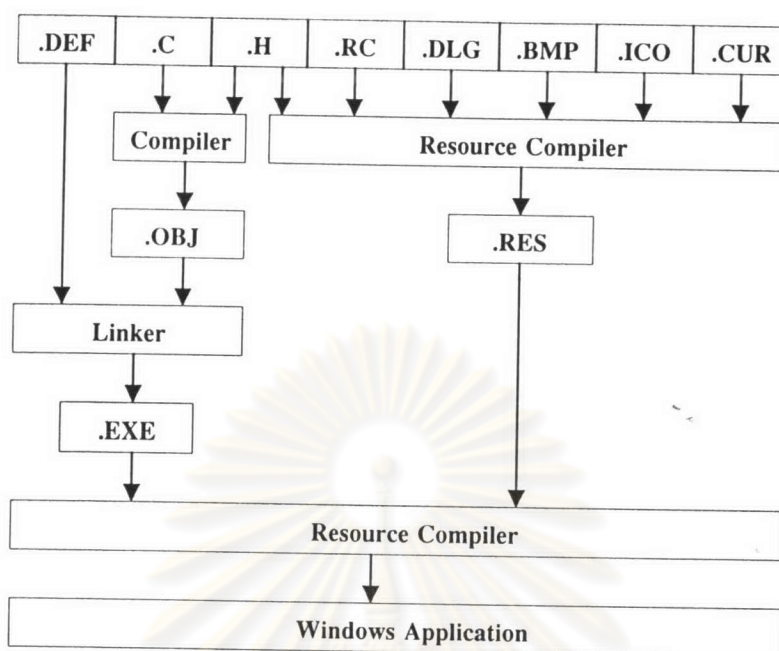 .DEF .C .H .RC .DLG .BMP .ICO .CUR
Compiler Resource Compiler
.OBJ .RES
Linker
.EXE
Resource Compiler
Windows Application